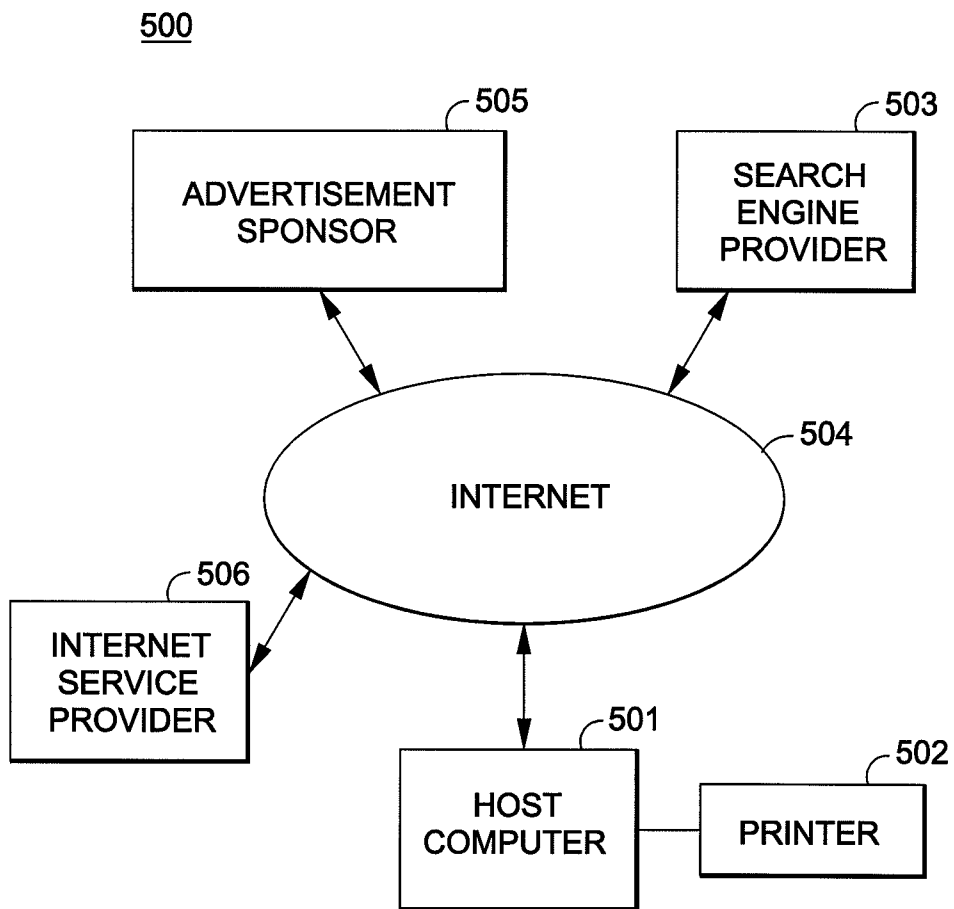 500
505
ADVERTISEMENT
SPONSOR
503
SEARCH
ENGINE
PROVIDER
504
INTERNET
506
INTERNET
SERVICE
PROVIDER
501
HOST
COMPUTER
502
PRINTER